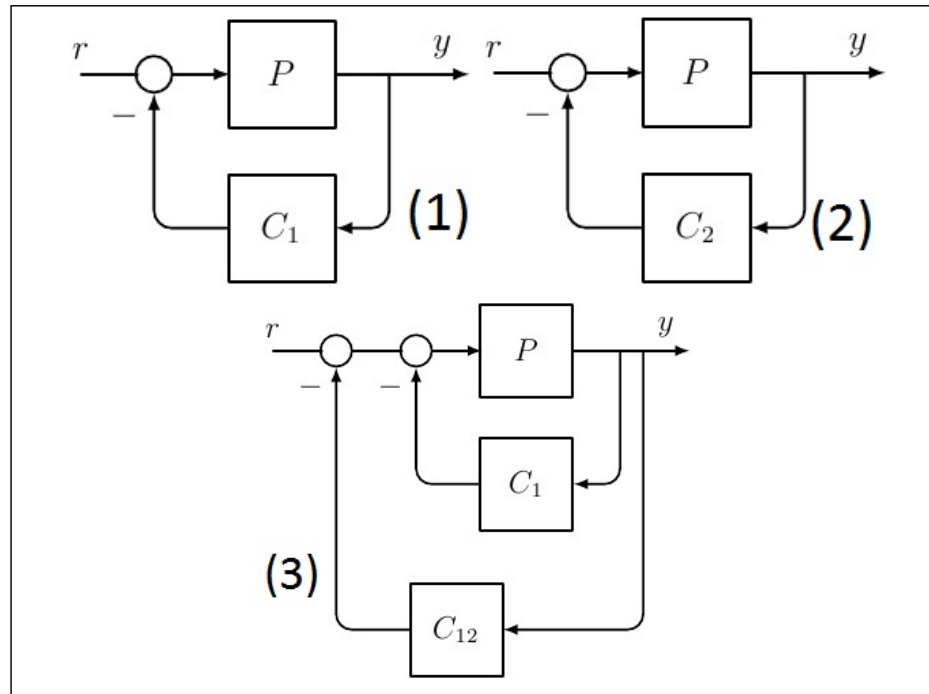 r P y
− C₁ (1)
r P y
− C₂ (2)
r P y
− − C₁
(3) C₁₂